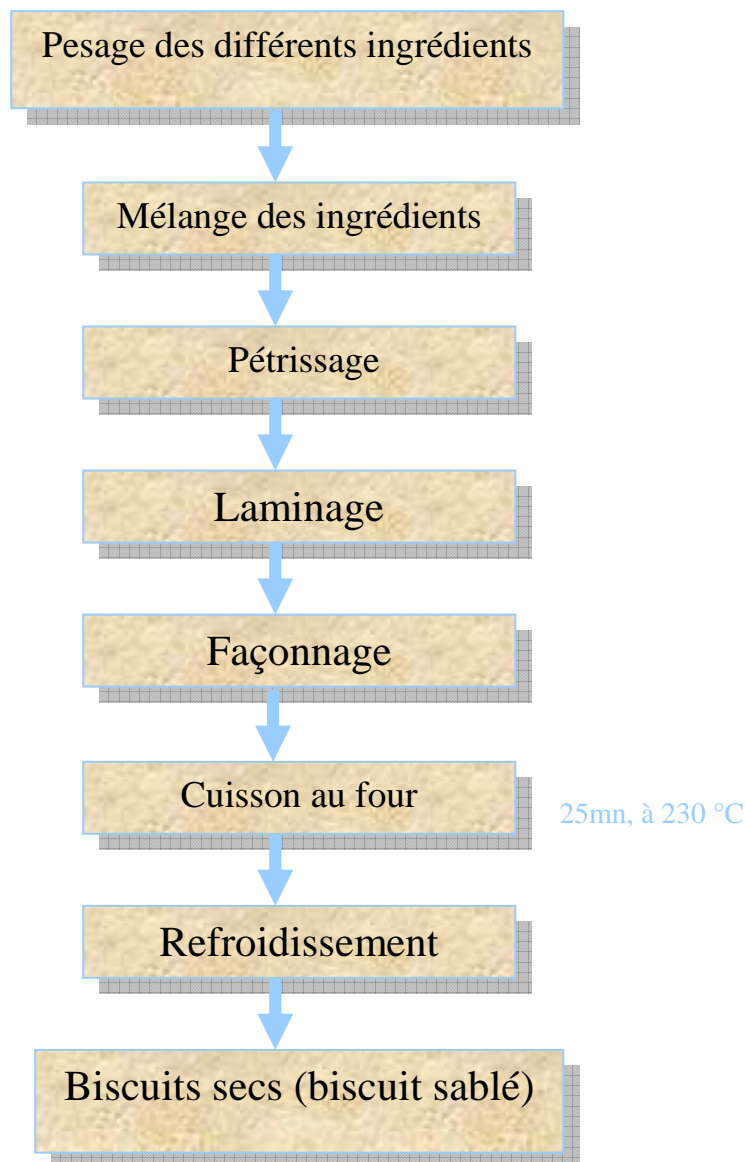 Pesage des différents ingrédients
Mélange des ingrédients
Pétrissage
Laminage
Façonnage
Cuisson au four
25mn, à 230 °C
Refroidissement
Biscuits secs (biscuit sablé)